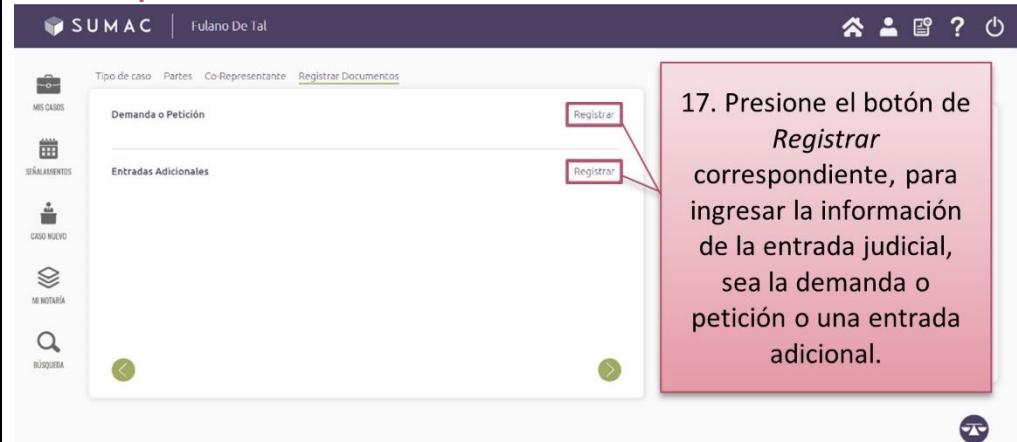 SUMAC | Fulano De Tal
?
Tipo de caso Partes Co-Representante Registrar Documentos
MIS CASOS
SEÑALAMIENTOS
CASO NUEVO
MI NOTARÍA
BÚSQUEDA
Demanda o Petición Registrar
Entradas Adicionales Registrar
17. Presione el botón de
Registrar
correspondiente, para
ingresar la información
de la entrada judicial,
sea la demanda o
petición o una entrada
adicional.